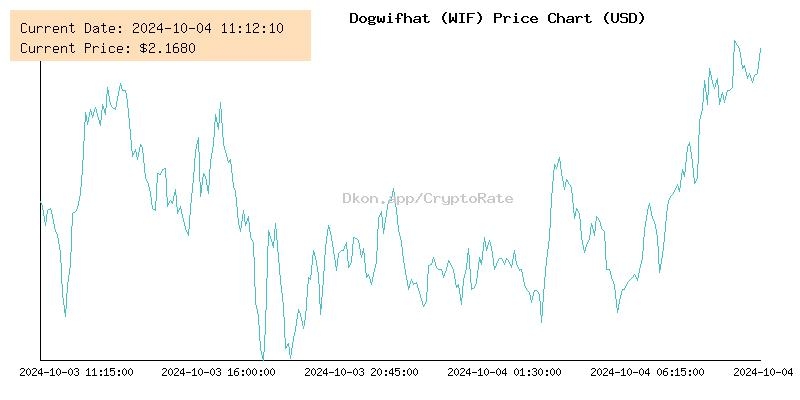 Dogwifhat (WIF) Price Chart (USD)
Current Date: 2024-10-04 11:12:10
Current Price: $2.1680
Dkon.app/CryptoRate
2024-10-03 11:15:00 2024-10-03 16:00:00 2024-10-03 20:45:00 2024-10-04 01:30:00 2024-10-04 06:15:00 2024-10-04